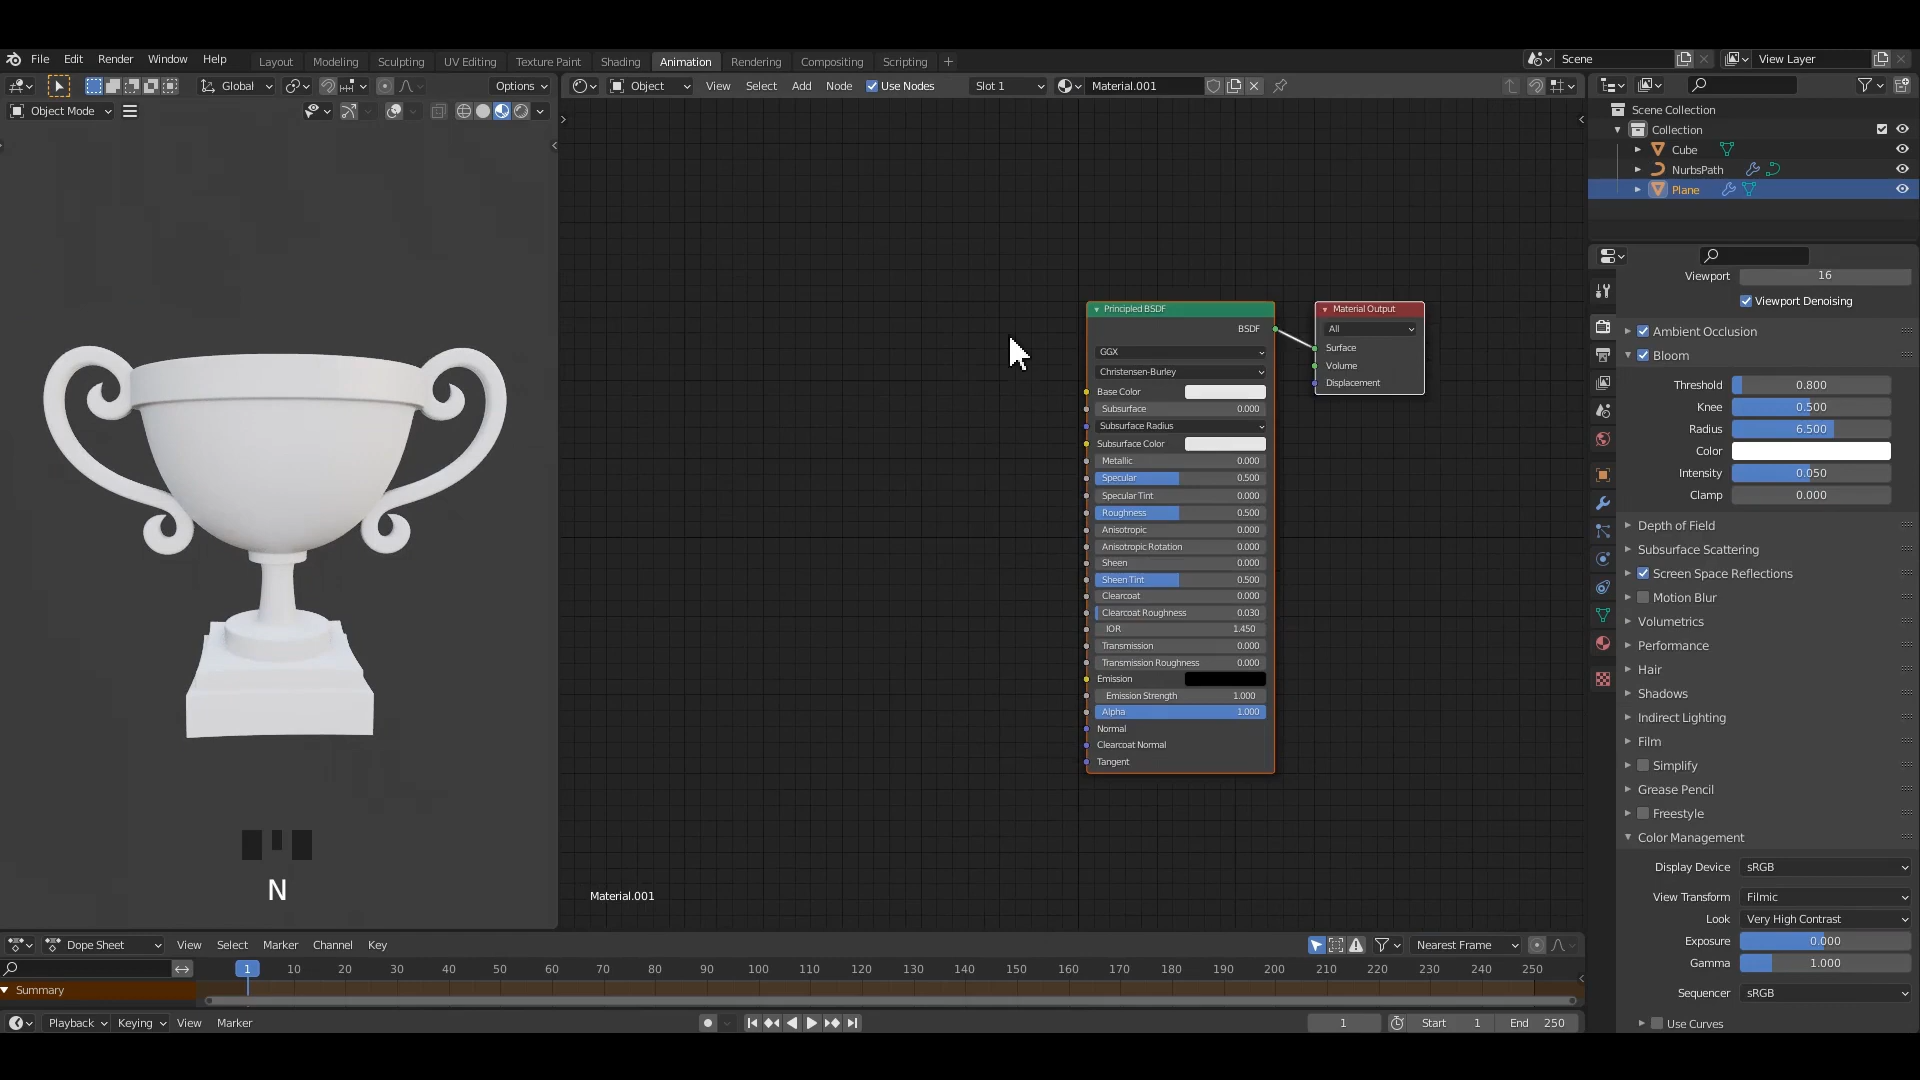 File Edit Render Window Help Layout Modeling Sculpting UV Editing Texture Paint Shading Animation Rendering Compositing Scripting + Scene View Layer
Global Options Object View Select Add Node Use Nodes Slot 1 Material.001
Object Mode
Scene Collection
Collection
Cube
NurbsPath
Plane
Viewport 16
Viewport Denoising
Ambient Occlusion
Bloom
Threshold 0.800
Knee 0.500
Radius 6.500
Color
Intensity 0.050
Clamp 0.000
Depth of Field
Subsurface Scattering
Screen Space Reflections
Motion Blur
Volumetrics
Performance
Hair
Shadows
Indirect Lighting
Film
Simplify
Grease Pencil
Freestyle
Color Management
Display Device sRGB
View Transform Filmic
Look Very High Contrast
Exposure 0.000
Gamma 1.000
Sequencer sRGB
Use Curves
Principled BSDF
BSDF
GGX
Christensen-Burley
Base Color
Subsurface 0.000
Subsurface Radius
Subsurface Color
Metallic 0.000
Specular 0.500
Specular Tint 0.000
Roughness 0.500
Anisotropic 0.000
Anisotropic Rotation 0.000
Sheen 0.000
Sheen Tint 0.500
Clearcoat 0.000
Clearcoat Roughness 0.030
IOR 1.450
Transmission 0.000
Transmission Roughness 0.000
Emission
Emission Strength 1.000
Alpha 1.000
Normal
Clearcoat Normal
Tangent
Material Output
All
Surface
Volume
Displacement
N
Material.001
Dope Sheet View Select Marker Channel Key Nearest Frame
1 10 20 30 40 50 60 70 80 90 100 110 120 130 140 150 160 170 180 190 200 210 220 230 240 250
Summary
Playback Keying View Marker 1 Start 1 End 250